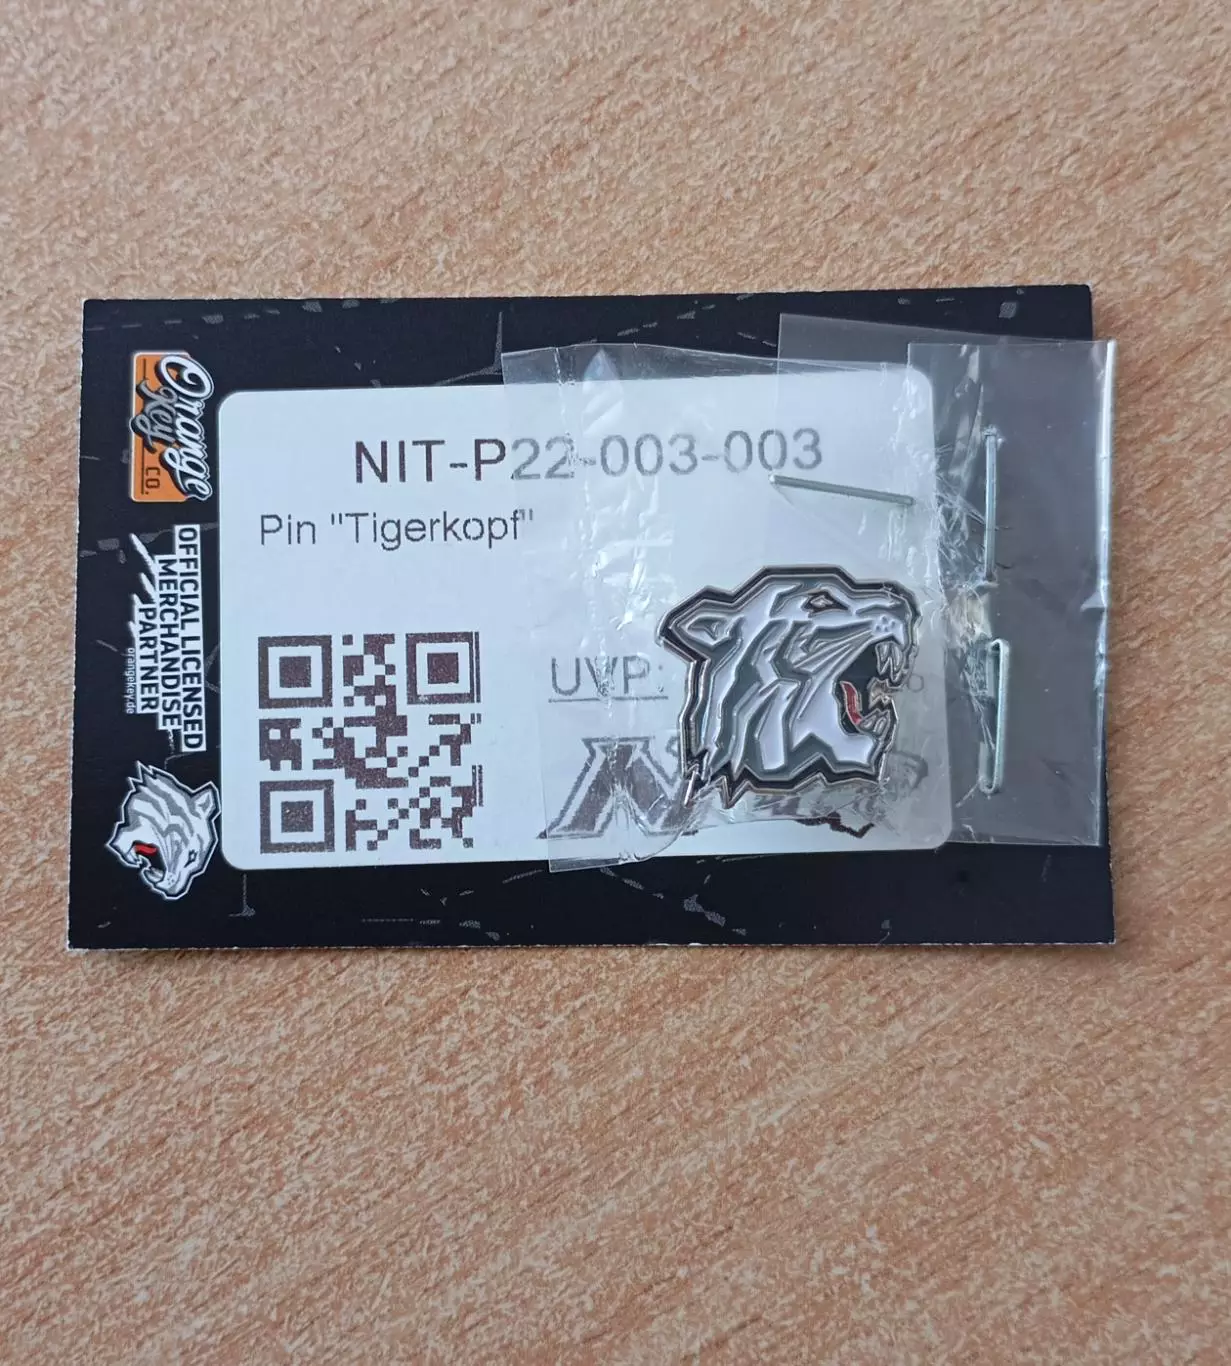 Orange
Key
CO.
OFFICIAL LICENSED
MERCHANDISE
PARTNER
orangekey.de
NIT-P22-003-003
Pin "Tigerkopf"
UVP: